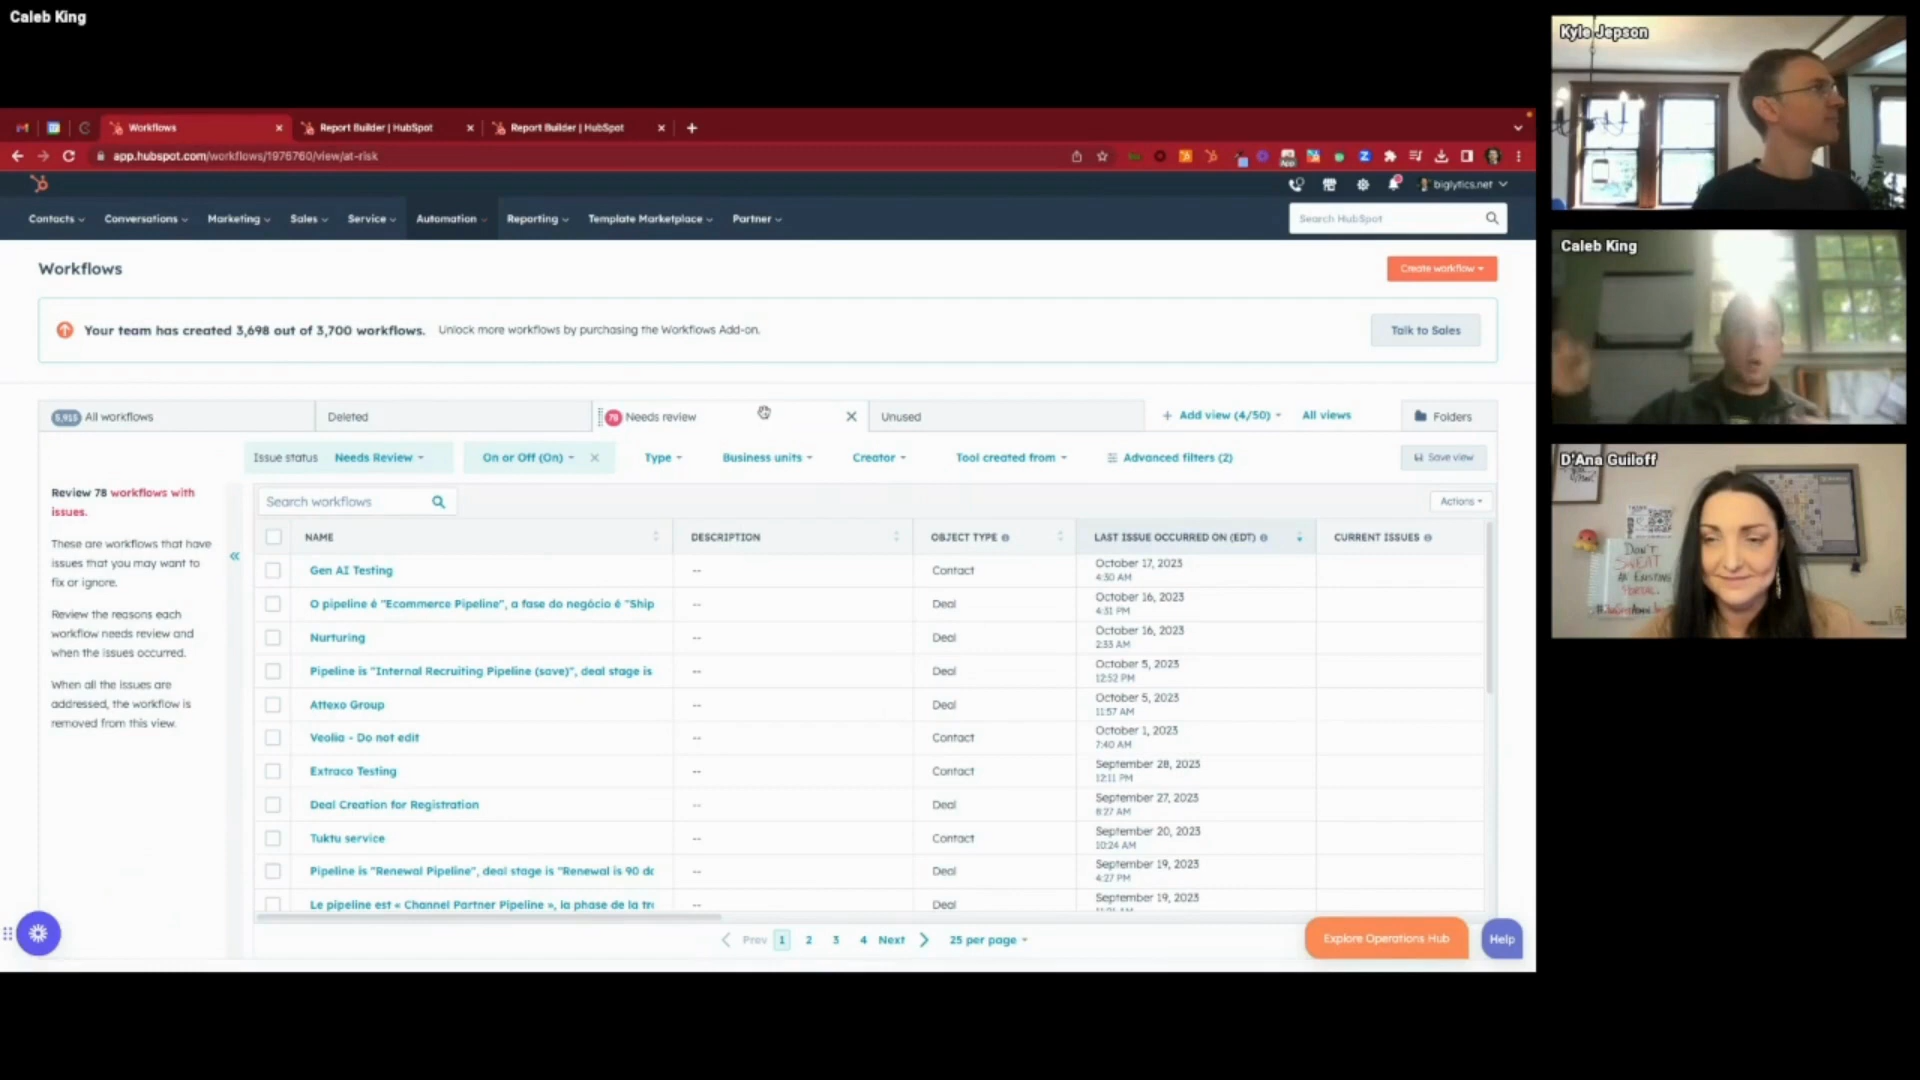 Caleb King
Workflows
Report Builder | HubSpot
Report Builder | HubSpot
app.hubspot.com/workflows/1976760/view/at-risk
App
biglytics.net
Contacts
Conversations
Marketing
Sales
Service
Automation
Reporting
Template Marketplace
Partner
Search HubSpot
Workflows
Create workflow
Your team has created 3,698 out of 3,700 workflows. Unlock more workflows by purchasing the Workflows Add-on.
Talk to Sales
5,915 All workflows
Deleted
78 Needs review
Unused
+ Add view (4/50)
All views
Folders
Issue status Needs Review
On or Off (On)
Type
Business units
Creator
Tool created from
Advanced filters (2)
Save view
Review 78 workflows with
issues.
These are workflows that have
issues that you may want to
fix or ignore.
Review the reasons each
workflow needs review and
when the issues occurred.
When all the issues are
addressed, the workflow is
removed from this view.
Search workflows
Actions
NAME DESCRIPTION OBJECT TYPE LAST ISSUE OCCURRED ON (EDT) CURRENT ISSUES
Gen AI Testing -- Contact October 17, 2023
4:30 AM
O pipeline é "Ecommerce Pipeline", a fase do negócio é "Ship -- Deal October 16, 2023
4:31 PM
Nurturing -- Deal October 16, 2023
2:33 AM
Pipeline is "Internal Recruiting Pipeline (save)", deal stage is -- Deal October 5, 2023
12:52 PM
Attexo Group -- Deal October 5, 2023
11:57 AM
Veolia - Do not edit -- Contact October 1, 2023
7:40 AM
Extraco Testing -- Contact September 28, 2023
12:11 PM
Deal Creation for Registration -- Deal September 27, 2023
8:27 AM
Tuktu service -- Contact September 20, 2023
10:24 AM
Pipeline is "Renewal Pipeline", deal stage is "Renewal is 90 da -- Deal September 19, 2023
4:27 PM
Le pipeline est « Channel Partner Pipeline », la phase de la tra -- Deal September 19, 2023
Prev 1 2 3 4 Next
25 per page
Explore Operations Hub
Help
Kyle Jepson
Caleb King
D'Ana Guiloff
DON'T
SWEAT
AN EXISTING
PORTAL.